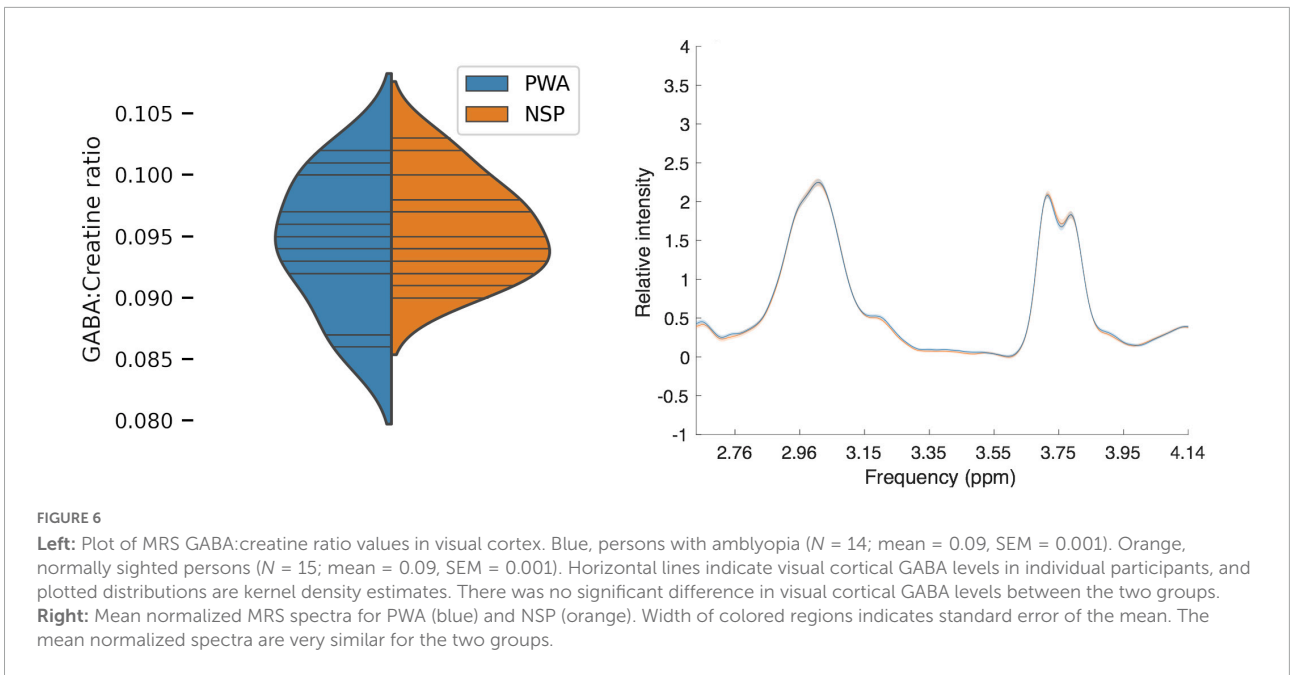 PWA
NSP
0.105
0.100
0.095
0.090
0.085
0.080
GABA:Creatine ratio
4
3.5
3
2.5
2
1.5
1
0.5
0
-0.5
-1
Relative intensity
2.76 2.96 3.15 3.35 3.55 3.75 3.95 4.14
Frequency (ppm)
FIGURE 6
Left: Plot of MRS GABA:creatine ratio values in visual cortex. Blue, persons with amblyopia (N = 14; mean = 0.09, SEM = 0.001). Orange,
normally sighted persons (N = 15; mean = 0.09, SEM = 0.001). Horizontal lines indicate visual cortical GABA levels in individual participants, and
plotted distributions are kernel density estimates. There was no significant difference in visual cortical GABA levels between the two groups.
Right: Mean normalized MRS spectra for PWA (blue) and NSP (orange). Width of colored regions indicates standard error of the mean. The
mean normalized spectra are very similar for the two groups.